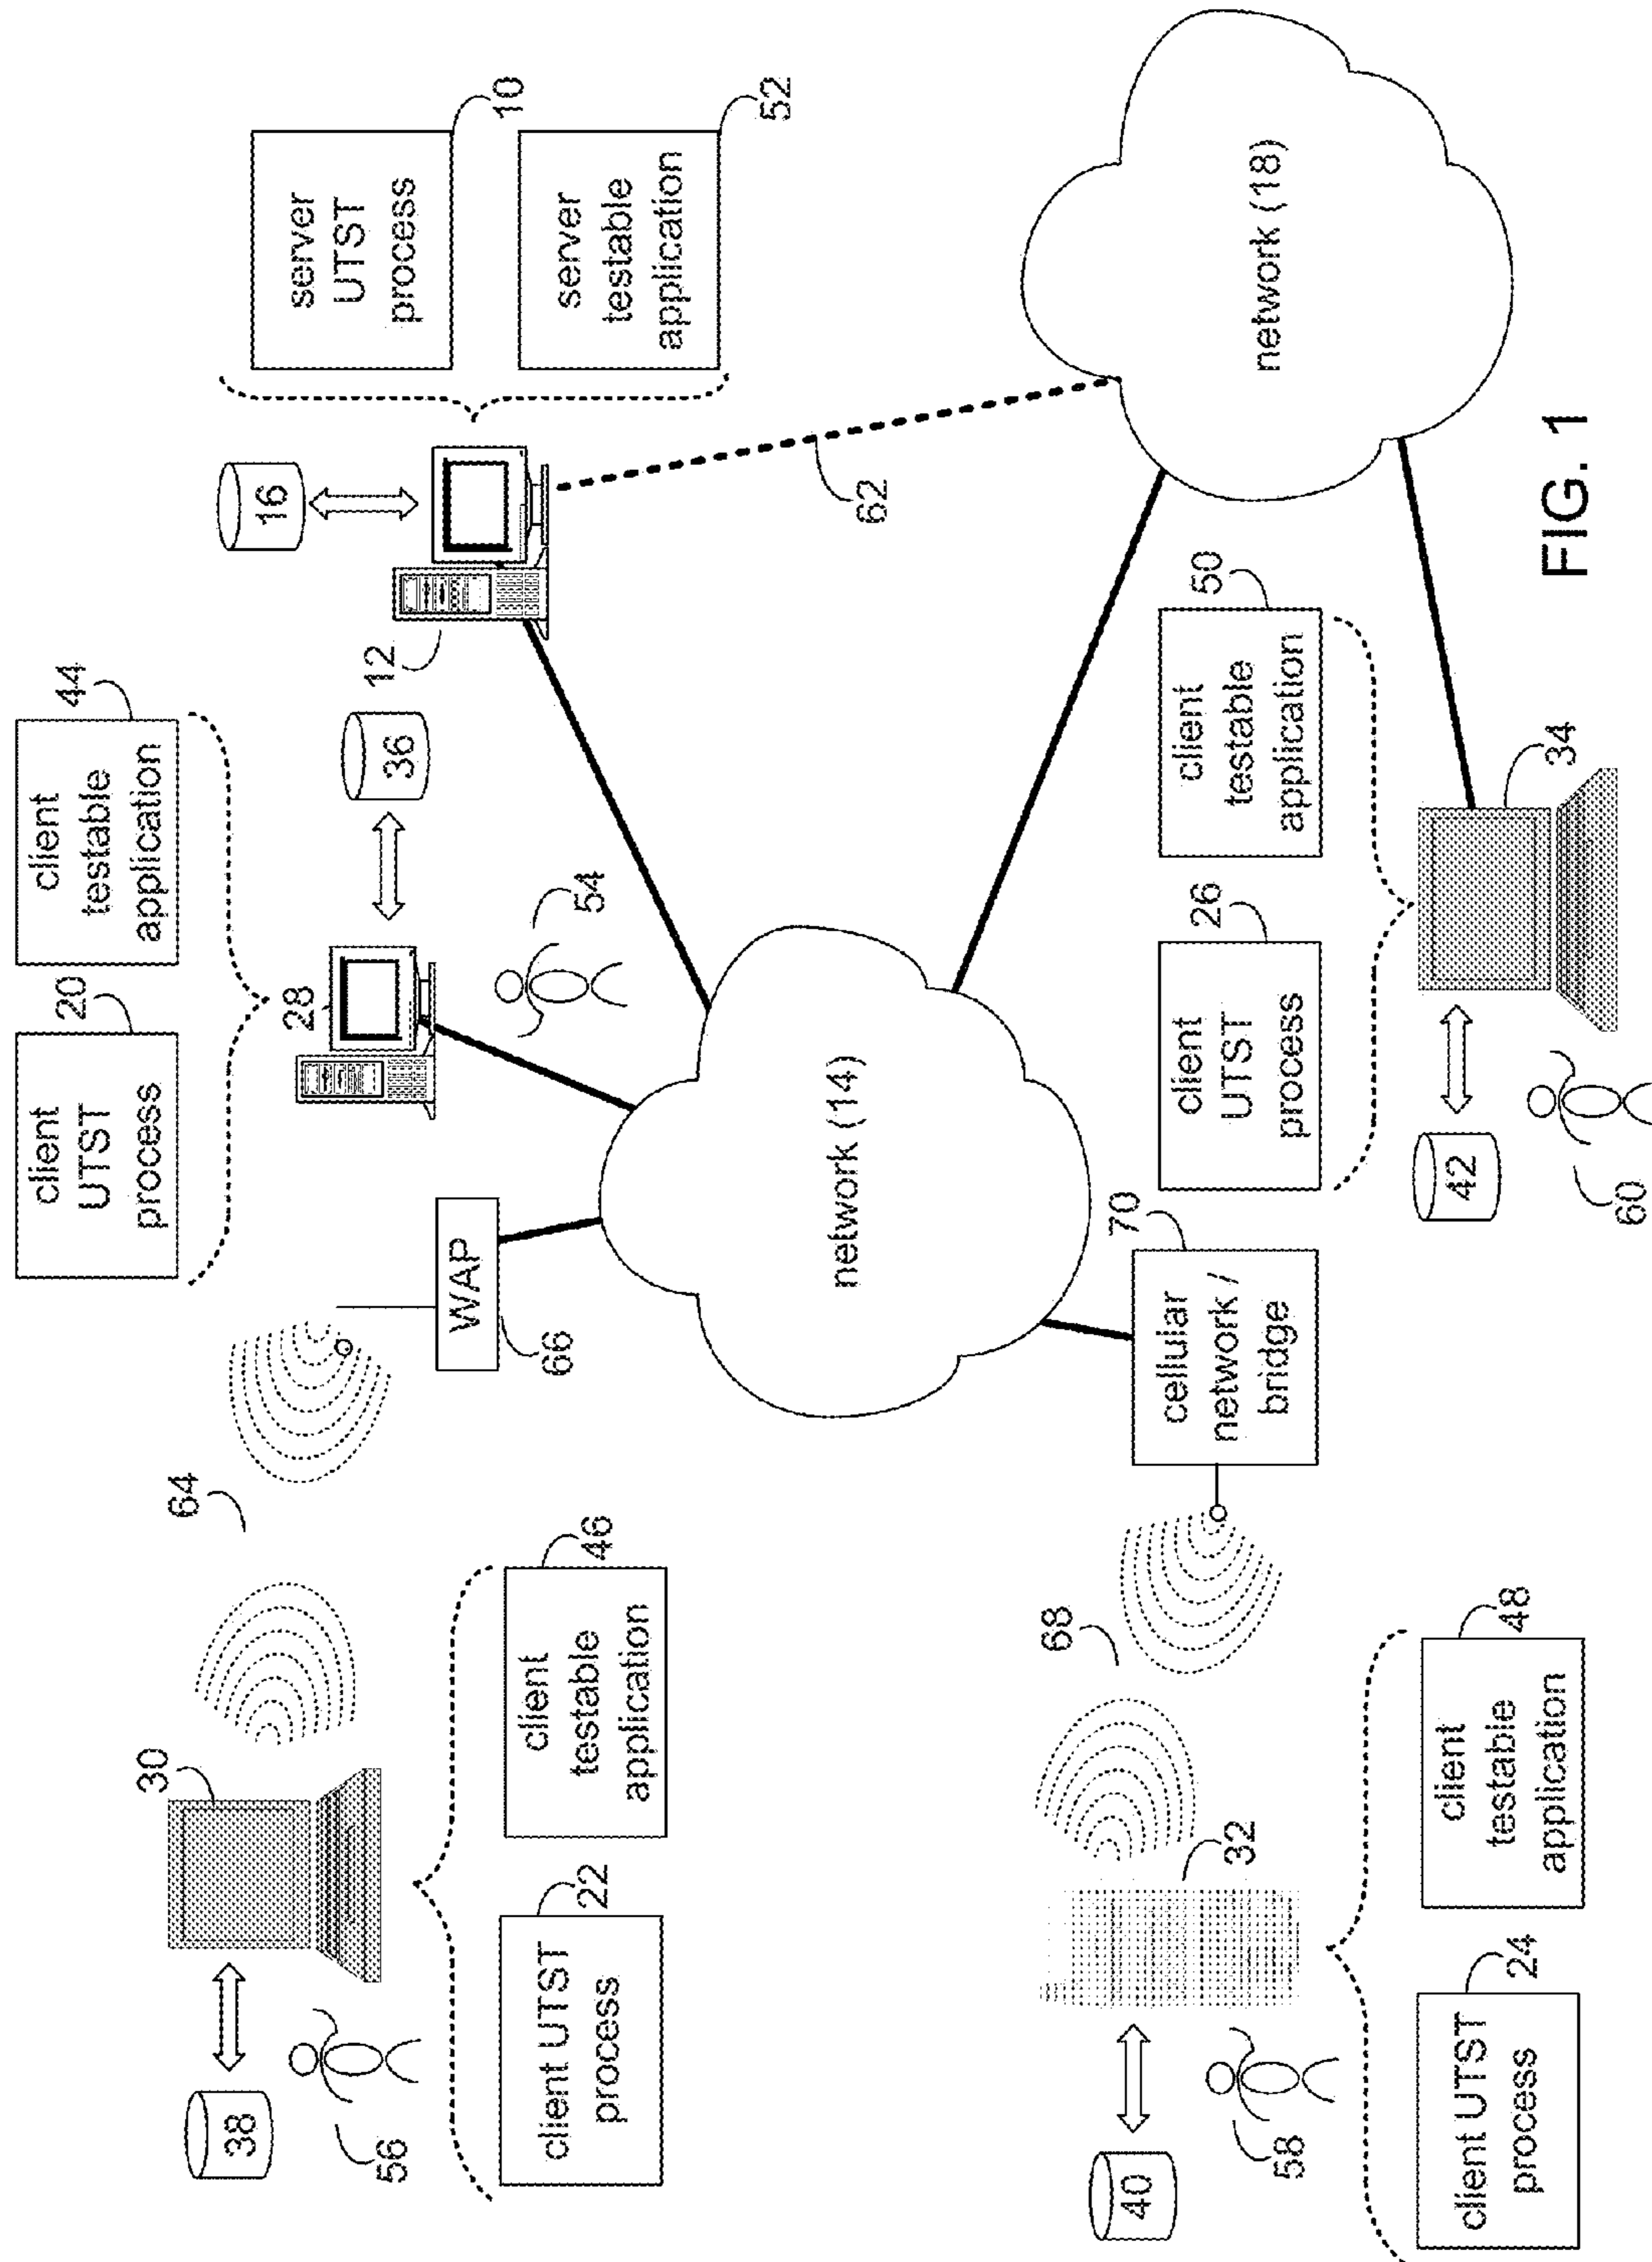 38
56
30
64
client UTST
process
22
client
testable
application
46
client
UTST
process
20
client
testable
application
44
28
36
54
WAP
66
12
16
server
UTST
process
10
server
testable
application
52
62
network (14)
network (18)
40
58
32
68
cellular
network /
bridge
70
client UTST
process
24
client
testable
application
48
client
UTST
process
26
client
testable
application
50
42
60
34
FIG. 1